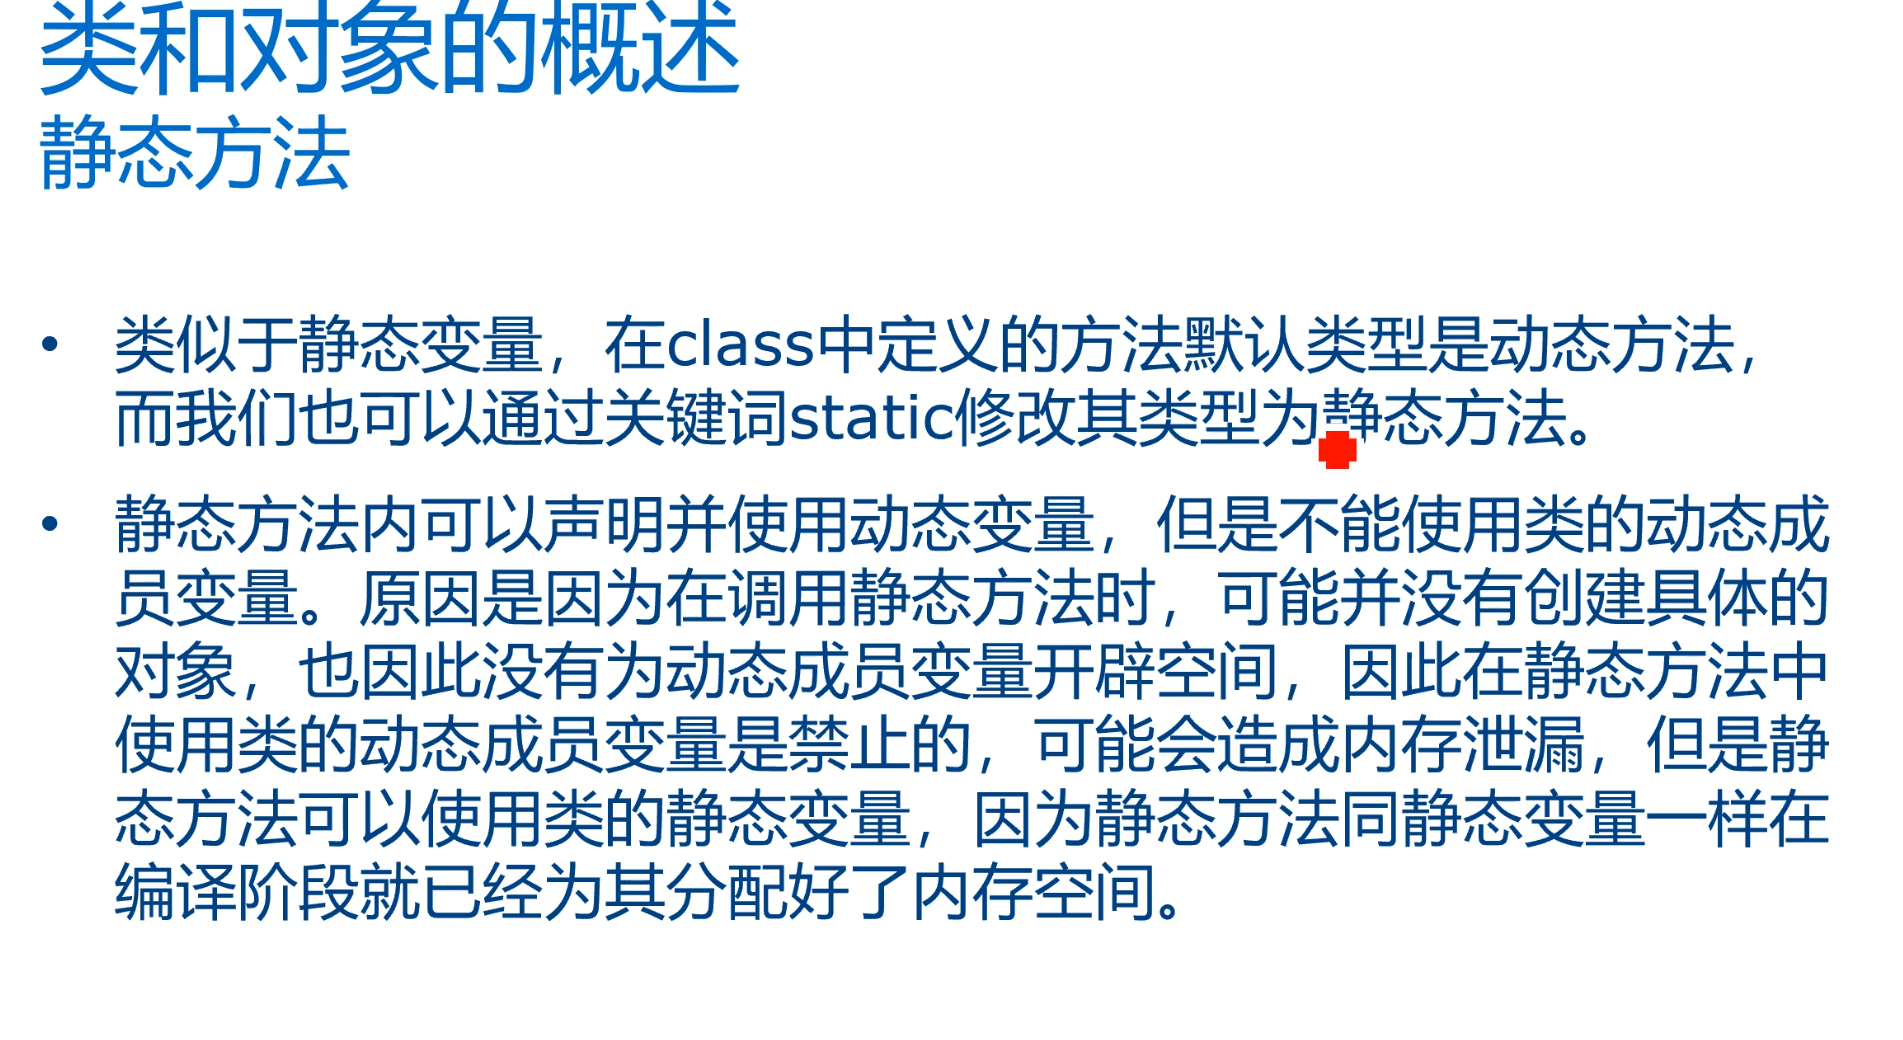 类和对象的概述
静态方法
• 类似于静态变量，在class中定义的方法默认类型是动态方法，
而我们也可以通过关键词static修改其类型为静态方法。
• 静态方法内可以声明并使用动态变量，但是不能使用类的动态成
员变量。原因是因为在调用静态方法时，可能并没有创建具体的
对象，也因此没有为动态成员变量开辟空间，因此在静态方法中
使用类的动态成员变量是禁止的，可能会造成内存泄漏，但是静
态方法可以使用类的静态变量，因为静态方法同静态变量一样在
编译阶段就已经为其分配好了内存空间。